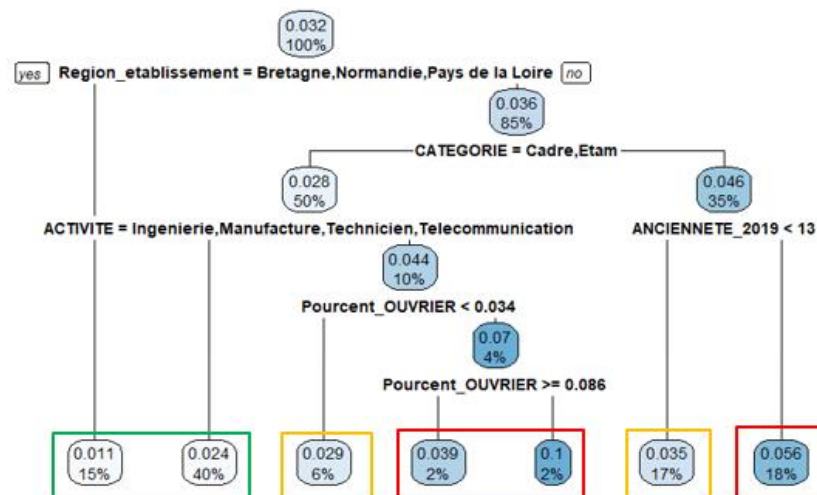 0.032
100%
yes Region_etablissement = Bretagne,Normandie,Pays de la Loire no
0.036
85%
CATEGORIE = Cadre,Etam
0.028
50%
0.046
35%
ACTIVITE = Ingenierie,Manufacture,Technicien,Telecommunication
ANCIENNETE_2019 < 13
0.044
10%
Pourcent_OUVRIER < 0.034
0.07
4%
Pourcent_OUVRIER >= 0.086
0.011 0.024 0.029 0.039 0.1 0.035 0.056
15% 40% 6% 2% 2% 17% 18%